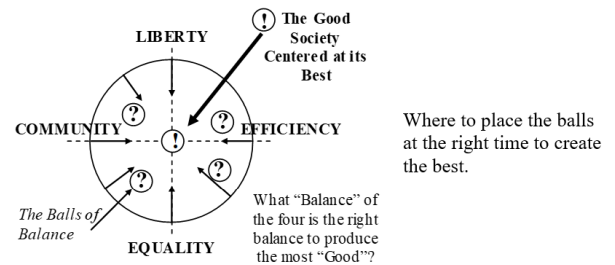 ! The Good
Society
Centered at its
Best
LIBERTY
?
?
COMMUNITY
!
EFFICIENCY
?
?
The Balls of
Balance
EQUALITY
What “Balance” of
the four is the right
balance to produce
the most “Good”?
Where to place the balls
at the right time to create
the best.